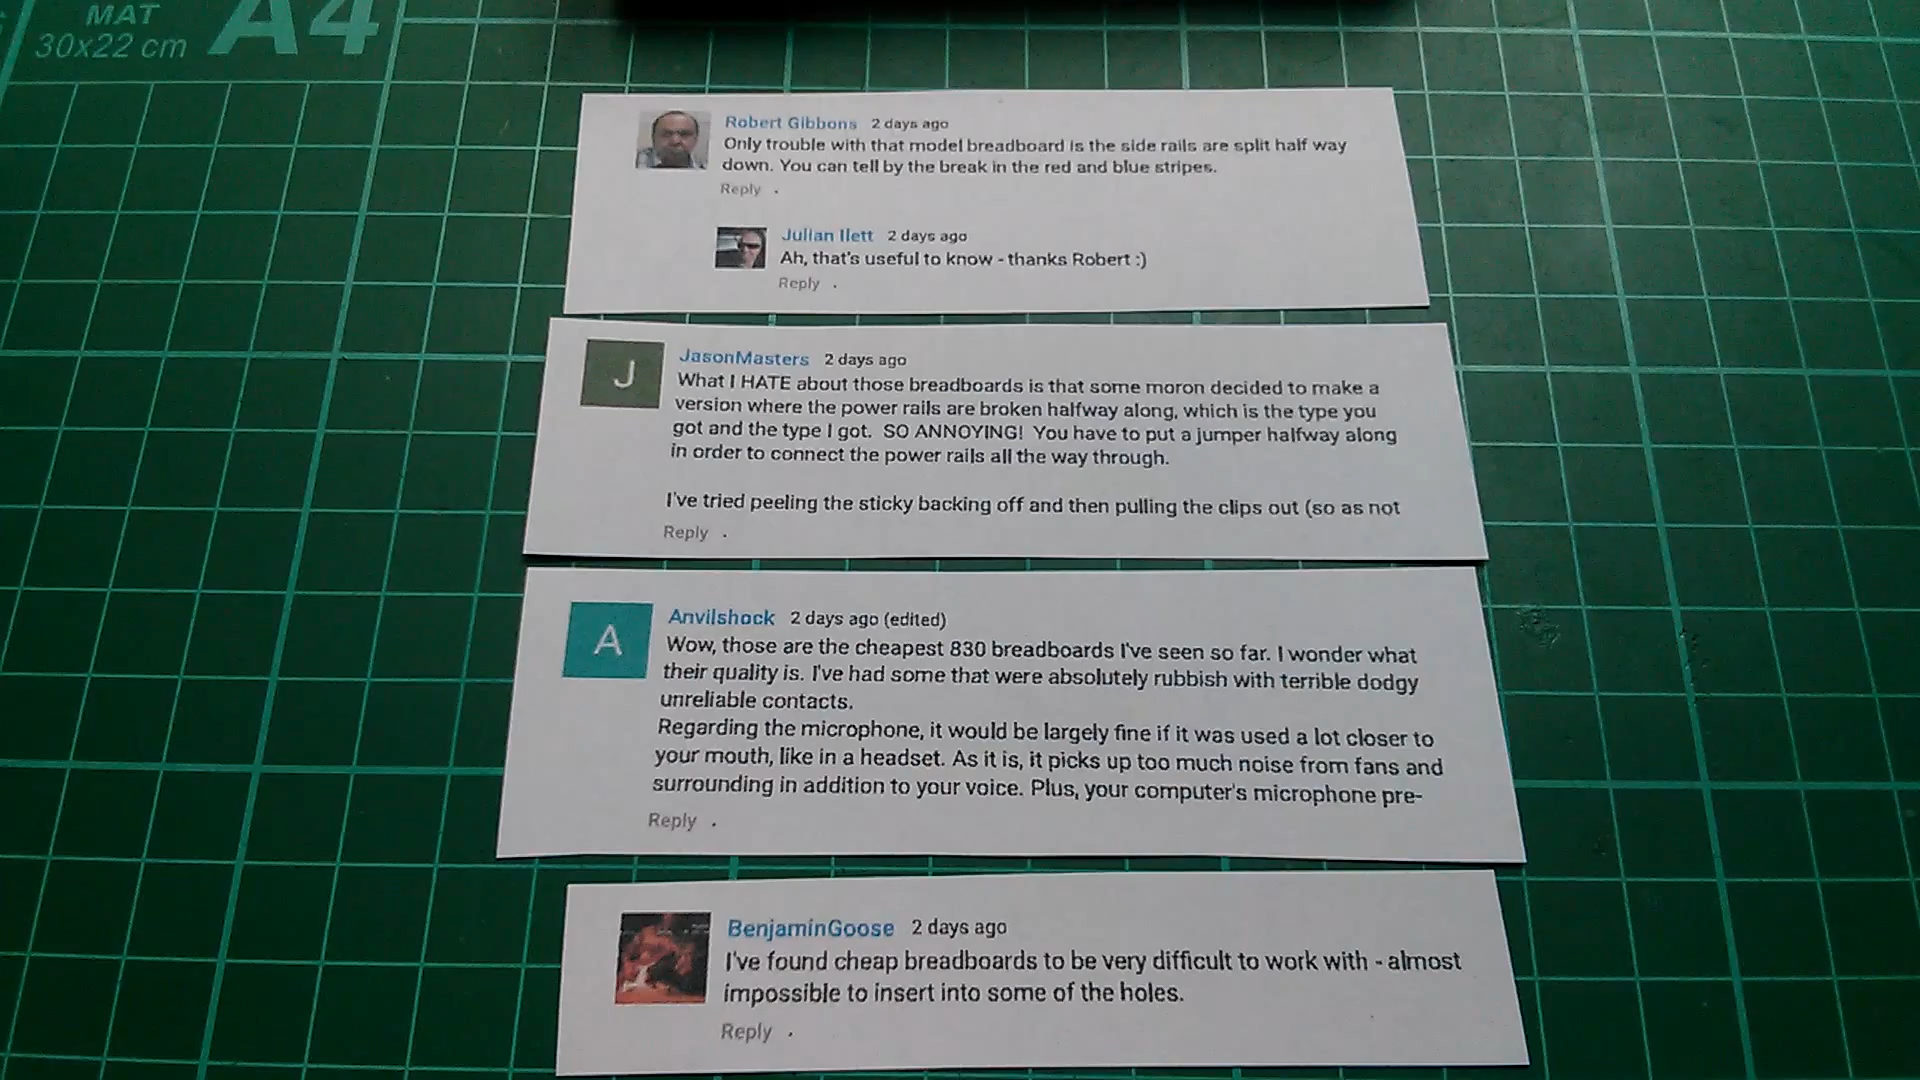 MAT
30x22 cm
A4
Robert Gibbons 2 days ago
Only trouble with that model breadboard is the side rails are split half way
down. You can tell by the break in the red and blue stripes.
Reply .
Julian Ilett 2 days ago
Ah, that's useful to know - thanks Robert :)
Reply .
J
JasonMasters 2 days ago
What I HATE about those breadboards is that some moron decided to make a
version where the power rails are broken halfway along, which is the type you
got and the type I got. SO ANNOYING! You have to put a jumper halfway along
in order to connect the power rails all the way through.
I've tried peeling the sticky backing off and then pulling the clips out (so as not
Reply .
A
Anvilshock 2 days ago (edited)
Wow, those are the cheapest 830 breadboards I've seen so far. I wonder what
their quality is. I've had some that were absolutely rubbish with terrible dodgy
unreliable contacts.
Regarding the microphone, it would be largely fine if it was used a lot closer to
your mouth, like in a headset. As it is, it picks up too much noise from fans and
surrounding in addition to your voice. Plus, your computer's microphone pre-
Reply .
BenjaminGoose 2 days ago
I've found cheap breadboards to be very difficult to work with - almost
impossible to insert into some of the holes.
Reply .